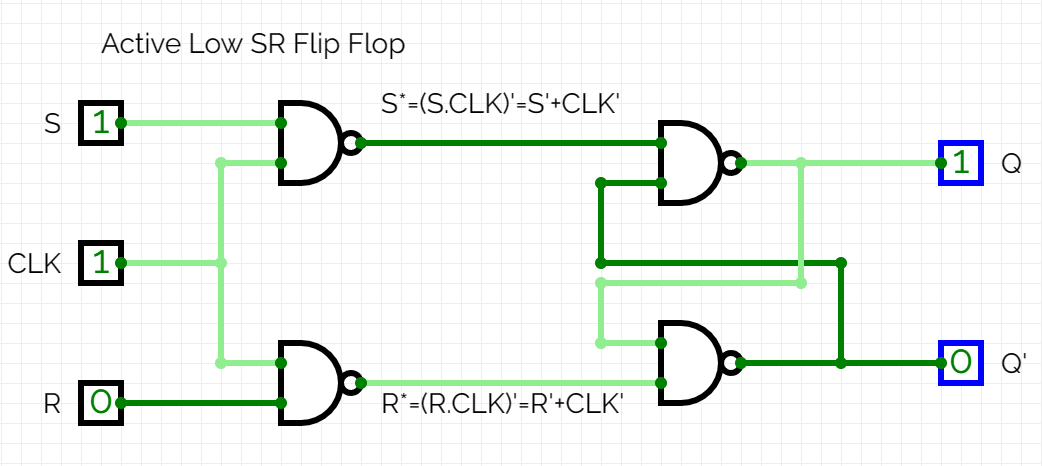 Active Low SR Flip Flop
S*=(S.CLK)'=S'+CLK'
S 1
1 Q
CLK 1
0 Q'
R 0
R*=(R.CLK)'=R'+CLK'